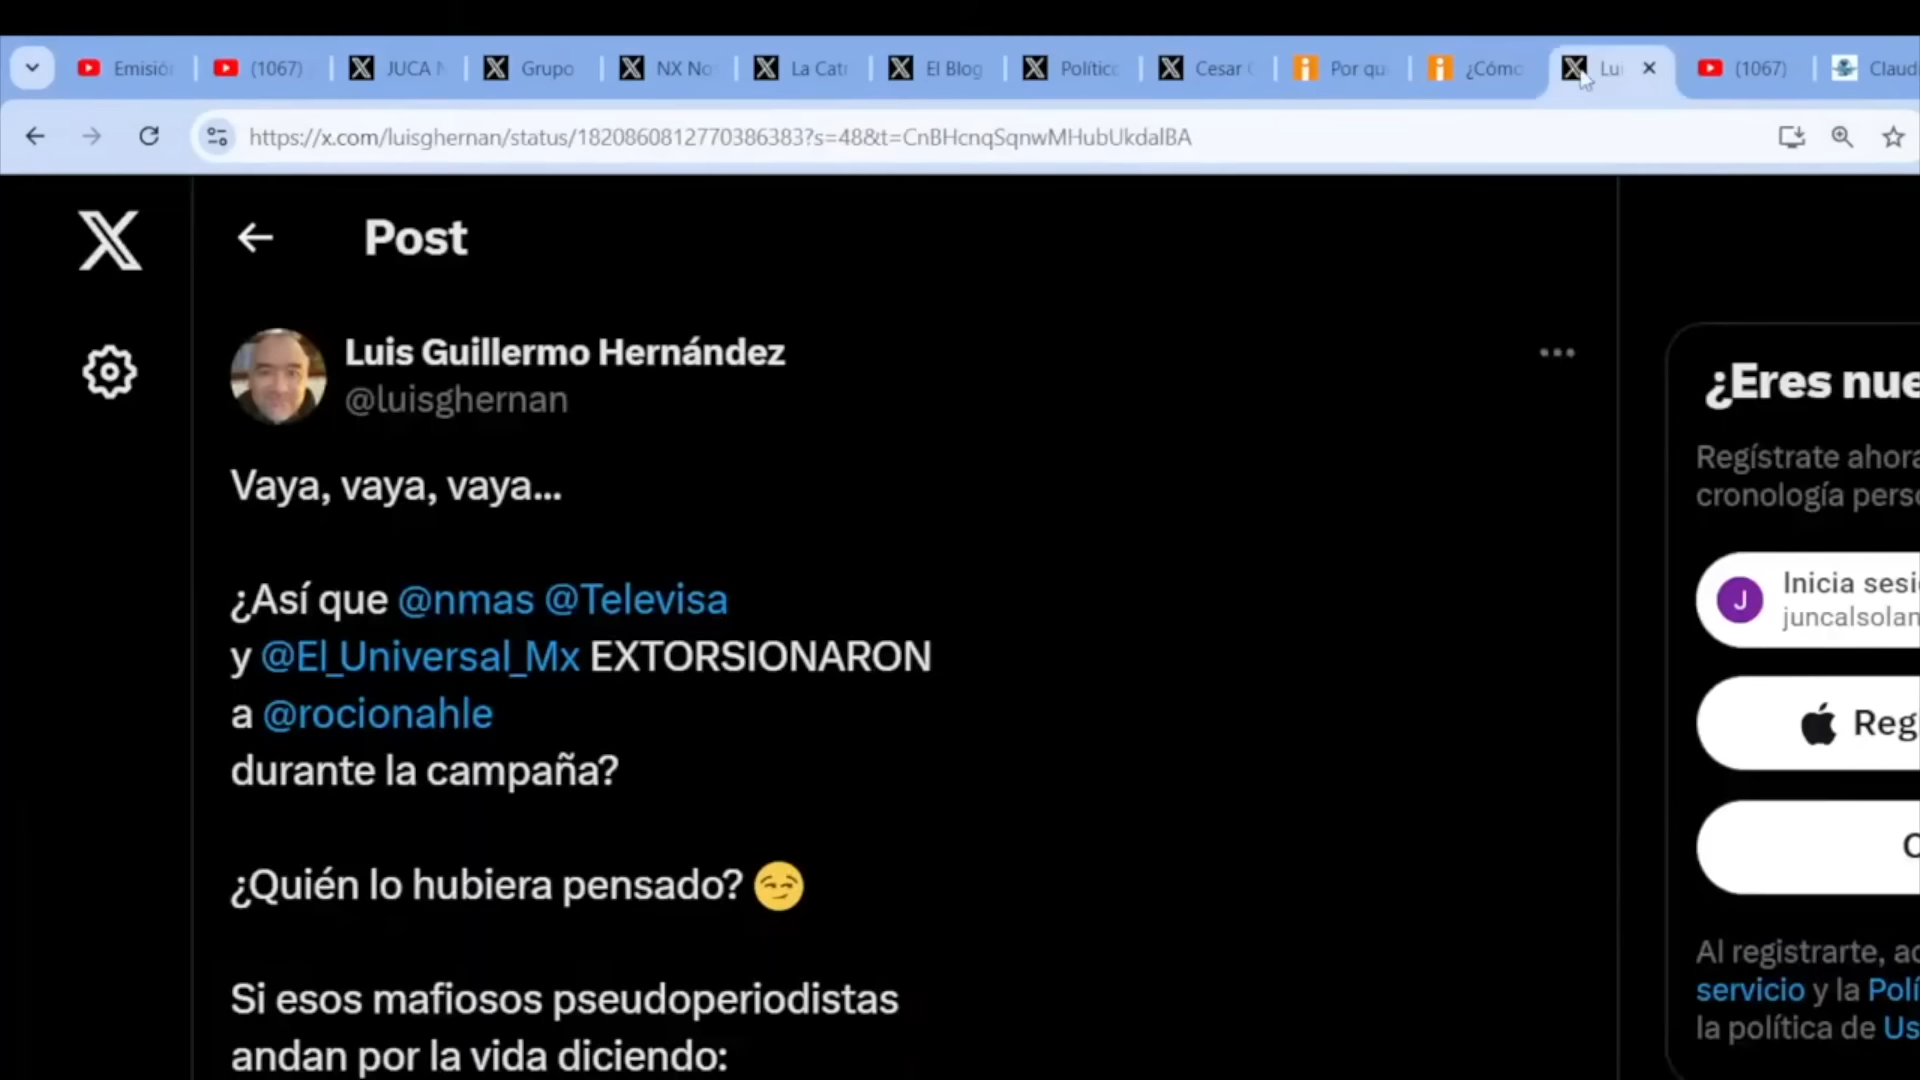 Emisió
(1067)
JUCA
Grupo
NX No
La Catr
El Blog
Polític
Cesar
Por qu
¿Cómo
Lu
(1067)
Claud
https://x.com/luisghernan/status/1820860812770386383?s=48&t=CnBHcnqSqnwMHubUkdalBA
Post
Luis Guillermo Hernández
@luisghernan
Vaya, vaya, vaya...
¿Así que @nmas @Televisa
y @El_Universal_Mx EXTORSIONARON
a @rocionahle
durante la campaña?
¿Quién lo hubiera pensado? 😏
Si esos mafiosos pseudoperiodistas
andan por la vida diciendo:
¿Eres nue
Regístrate ahora
cronología perso
J
Inicia sesi
juncalsolan
Reg
C
Al registrarte, ac
servicio y la Polí
la política de Us